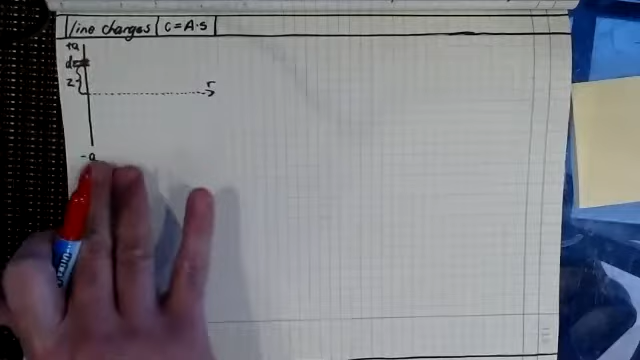 line charges C = A·S
+a
dz
z r
-a